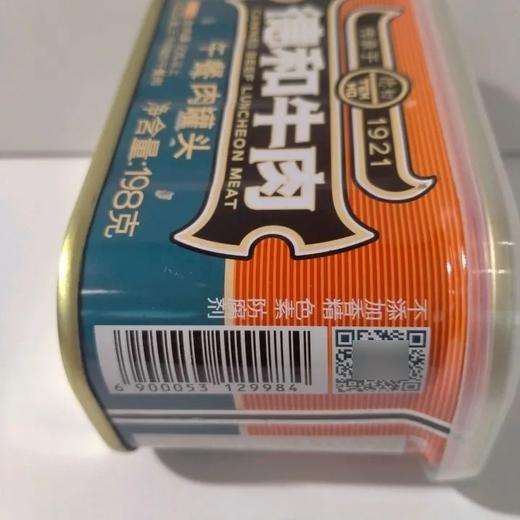 德和牛肉
CANNED BEEF LUNCHEON MEAT
午餐肉罐头
净含量:198克
1921
不添加香精 色素 防腐剂
6 900053 129984